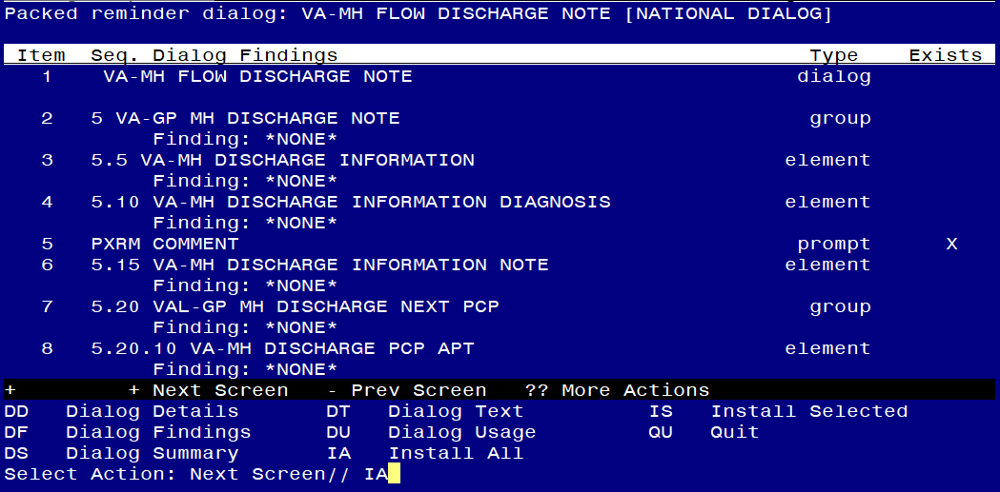 Packed reminder dialog: VA-MH FLOW DISCHARGE NOTE [NATIONAL DIALOG]
Item Seq. Dialog Findings Type Exists
1 VA-MH FLOW DISCHARGE NOTE dialog
2 5 VA-GP MH DISCHARGE NOTE group
Finding: *NONE*
3 5.5 VA-MH DISCHARGE INFORMATION element
Finding: *NONE*
4 5.10 VA-MH DISCHARGE INFORMATION DIAGNOSIS element
Finding: *NONE*
5 PXRM COMMENT prompt X
6 5.15 VA-MH DISCHARGE INFORMATION NOTE element
Finding: *NONE*
7 5.20 VAL-GP MH DISCHARGE NEXT PCP group
Finding: *NONE*
8 5.20.10 VA-MH DISCHARGE PCP APT element
Finding: *NONE*
+ + Next Screen - Prev Screen ?? More Actions
DD Dialog Details DT Dialog Text IS Install Selected
DF Dialog Findings DU Dialog Usage QU Quit
DS Dialog Summary IA Install All
Select Action: Next Screen// IA